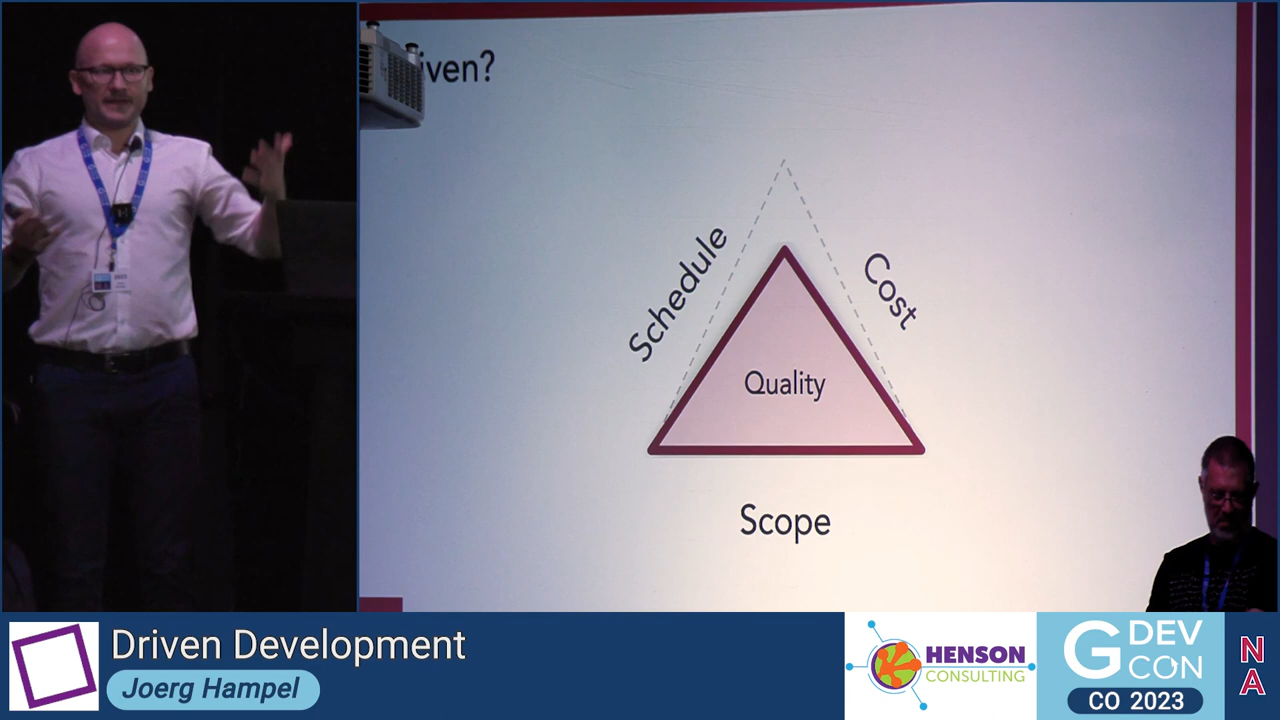 iven?
Schedule
Cost
Quality
Scope
Driven Development
Joerg Hampel
HENSON
CONSULTING
G DEV
CON
CO 2023
N
A